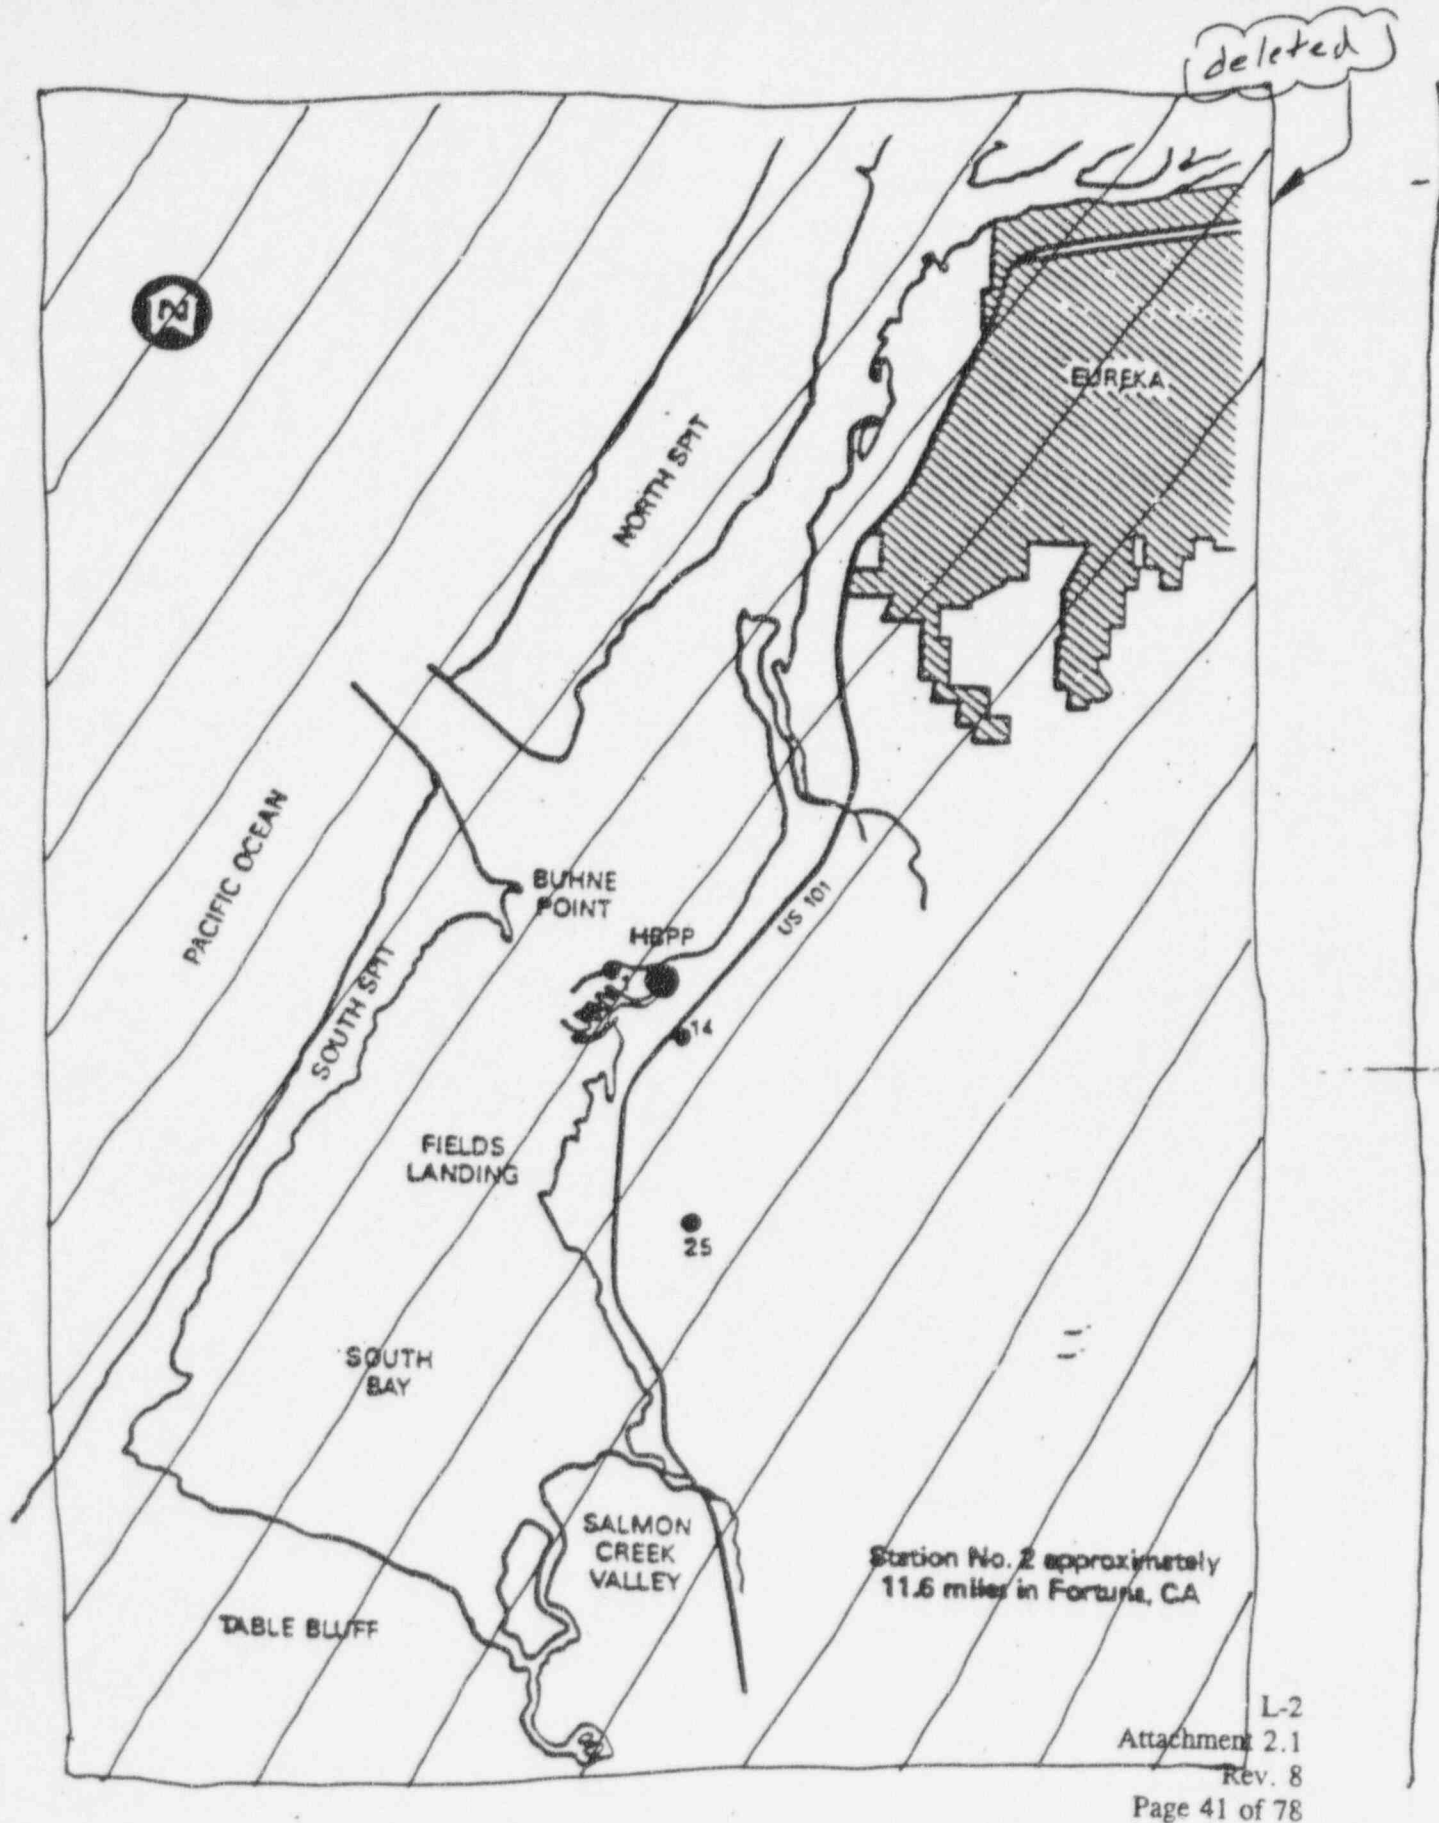 deleted
N
EUREKA
NORTH SPIT
PACIFIC OCEAN
BUHNE
POINT
HBPP
US 101
SOUTH SPIT
14
FIELDS
LANDING
25
SOUTH
BAY
SALMON
CREEK
VALLEY
Station No. 2 approximately
11.6 miles in Fortuna, CA
TABLE BLUFF
L-2
Attachment 2.1
Rev. 8
Page 41 of 78